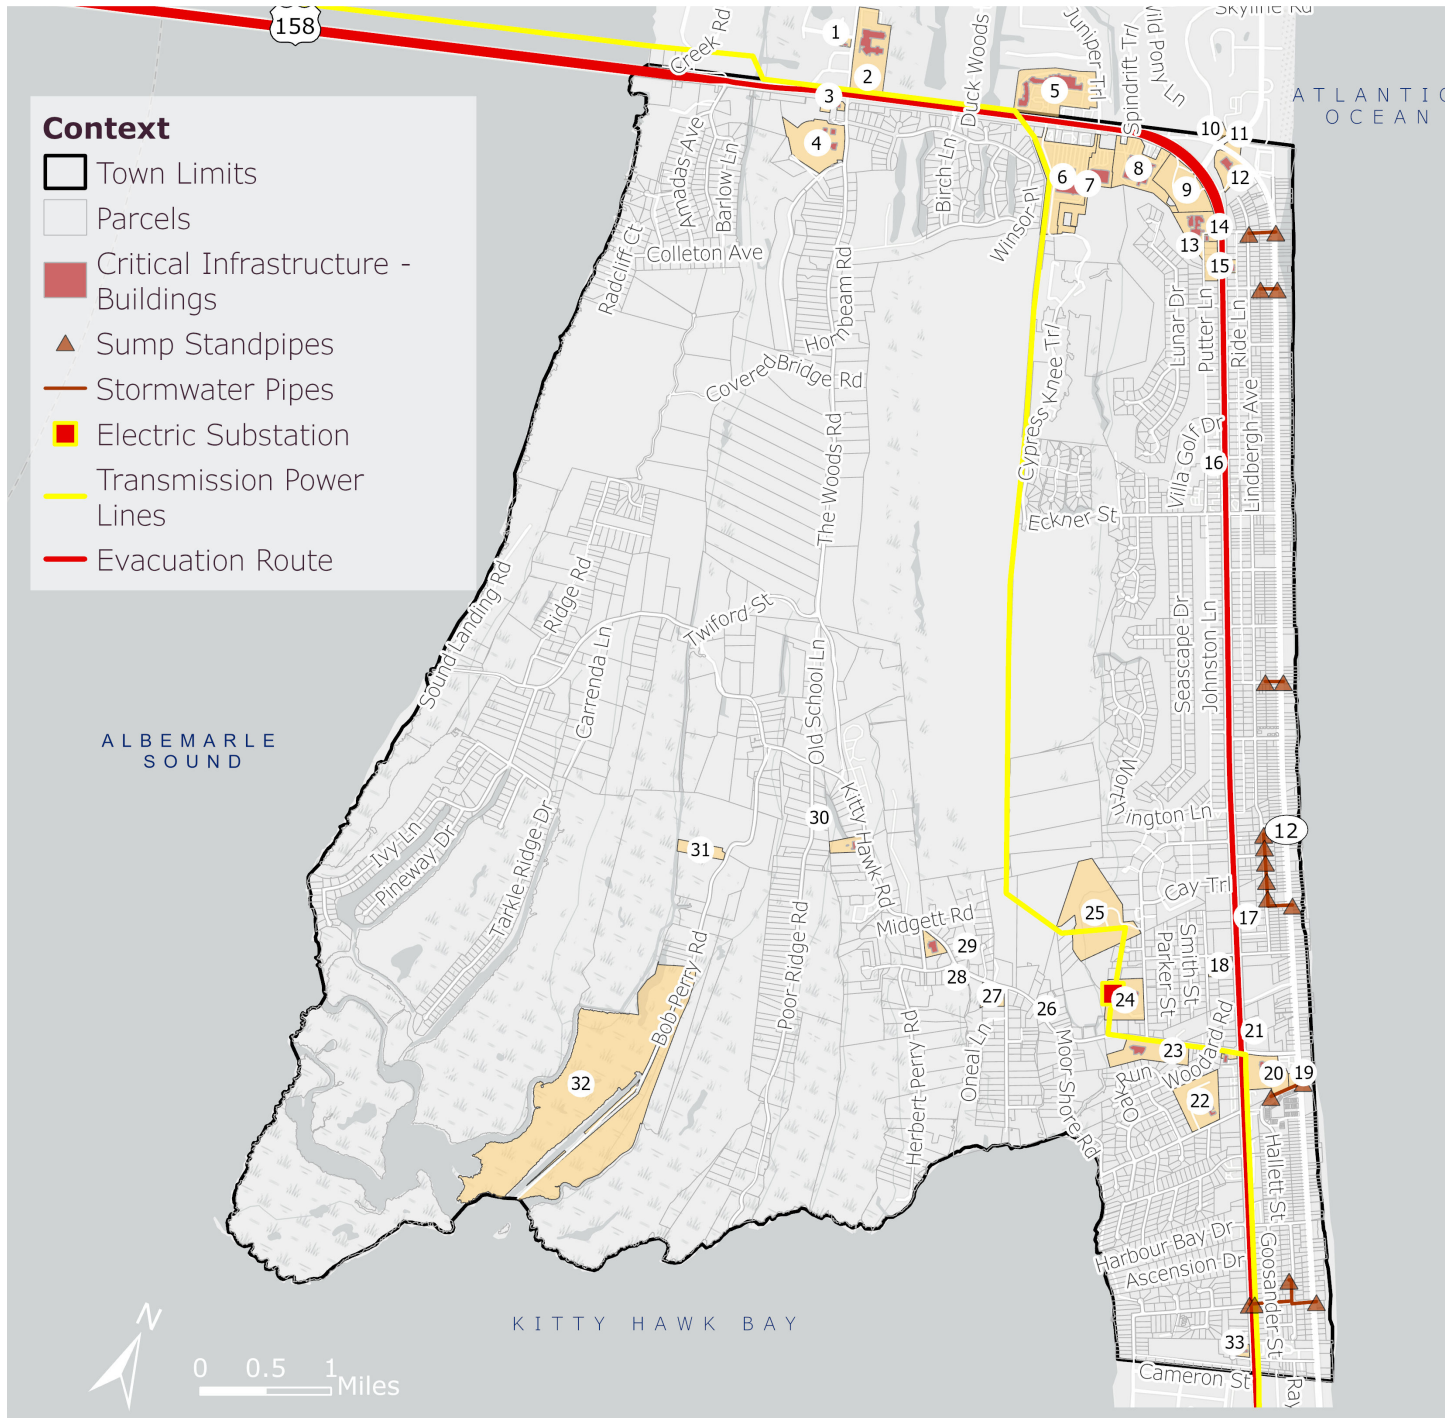 158
Creek Rd
1
2
Duck Woods
Juniper Trl
Spindrift Trl
Wild Pony Ln
Skyline Rd
ATLANTIC
OCEAN
Context
Town Limits
Parcels
Critical Infrastructure -
Buildings
Sump Standpipes
Stormwater Pipes
Electric Substation
Transmission Power
Lines
Evacuation Route
3
4
5
6
7
8
9
10
11
12
13
14
15
Amadas Ave
Barlow Ln
Birch Ln
Winsor Pl
Radcliff Ct
Colleton Ave
Hornbeam Rd
Covered Bridge Rd
The Woods Rd
Cypress Knee Trl
Lunar Dr
Putter Ln
Ride Ln
Lindbergh Ave
Villa Golf Dr
16
Eckner St
Sound Landing Rd
Ridge Rd
Carrenda Ln
Twiford St
Old School Ln
Seascape Dr
Johnston Ln
Worthington Ln
ALBEMARLE
SOUND
Ivy Ln
Pineway Dr
Tarkle Ridge Dr
30
31
Kitty Hawk Rd
12
Cay Trl
25
17
Midgett Rd
29
28
27
26
18
24
Parker St
Smith St
Bob Perry Rd
Poor Ridge Rd
Herbert Perry Rd
Oneal Ln
Moor Shore Rd
Oak Run
Woodard Rd
21
23
20
19
22
32
Hallett St
Harbour Bay Dr
Ascension Dr
Goosander St
KITTY HAWK BAY
33
Cameron St
Ray
N
0 0.5 1
Miles